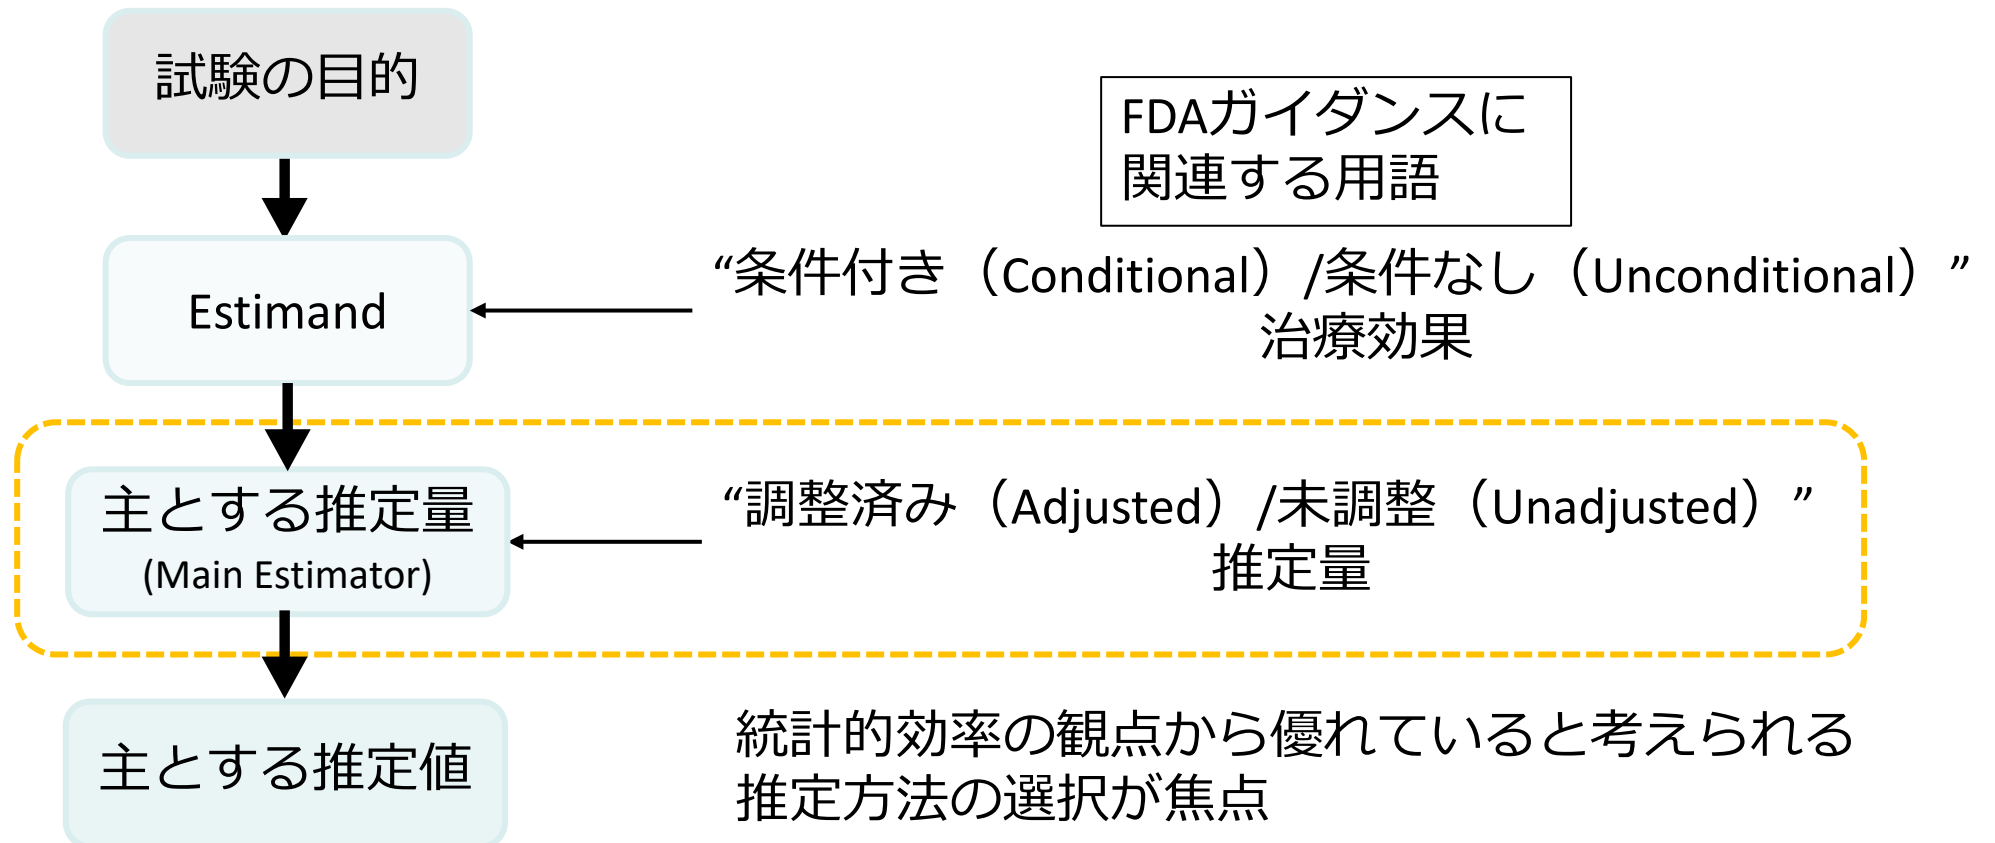 試験の目的
FDAガイダンスに
関連する用語
Estimand
“条件付き（Conditional）/条件なし（Unconditional）”
治療効果
主とする推定量
(Main Estimator)
“調整済み（Adjusted）/未調整（Unadjusted）”
推定量
主とする推定値
統計的効率の観点から優れていると考えられる
推定方法の選択が焦点